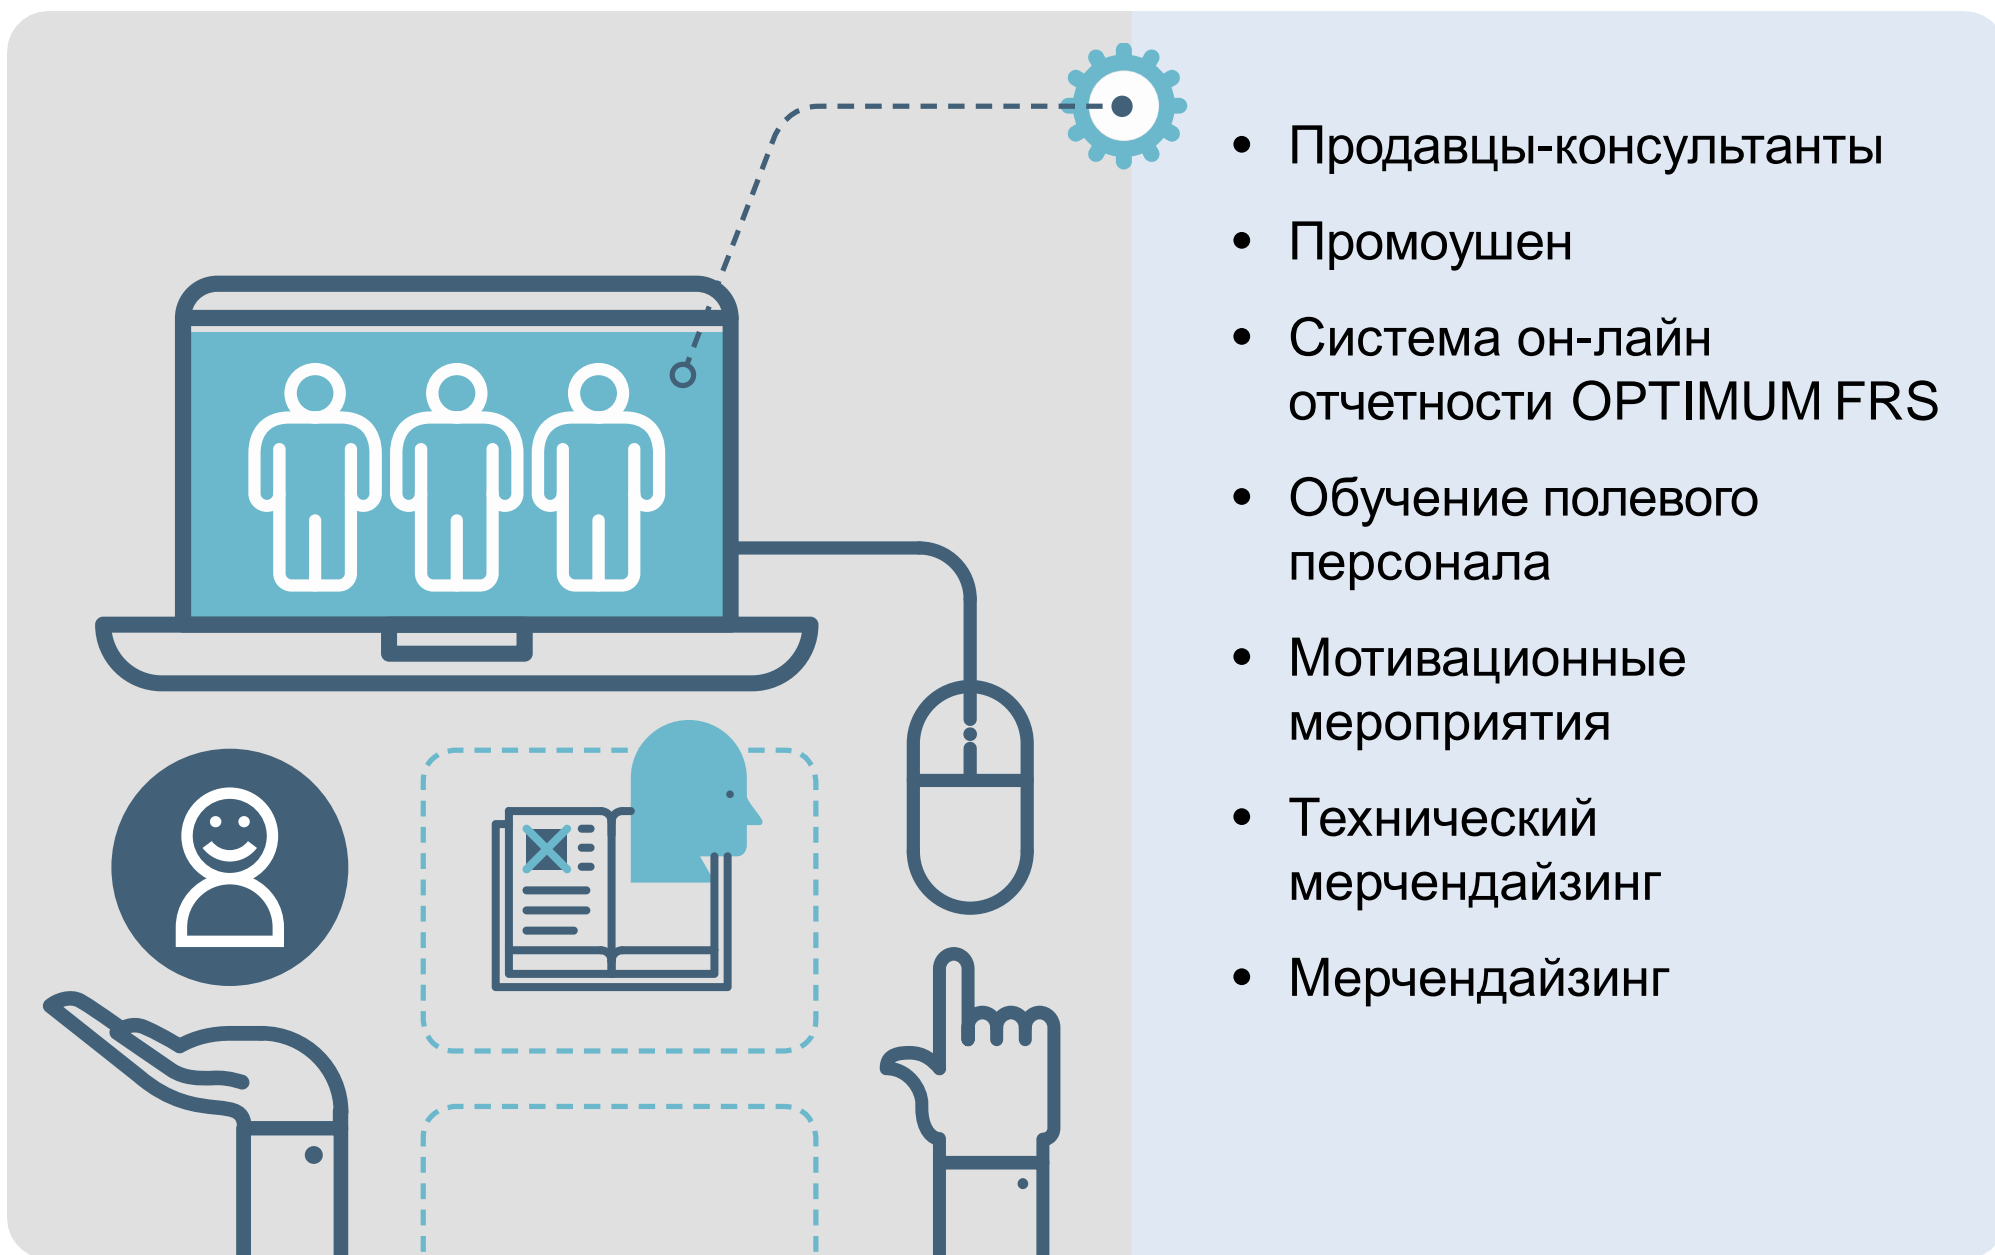 • Продавцы-консультанты
• Промоушен
• Система он-лайн
отчетности OPTIMUM FRS
• Обучение полевого
персонала
• Мотивационные
мероприятия
• Технический
мерчендайзинг
• Мерчендайзинг